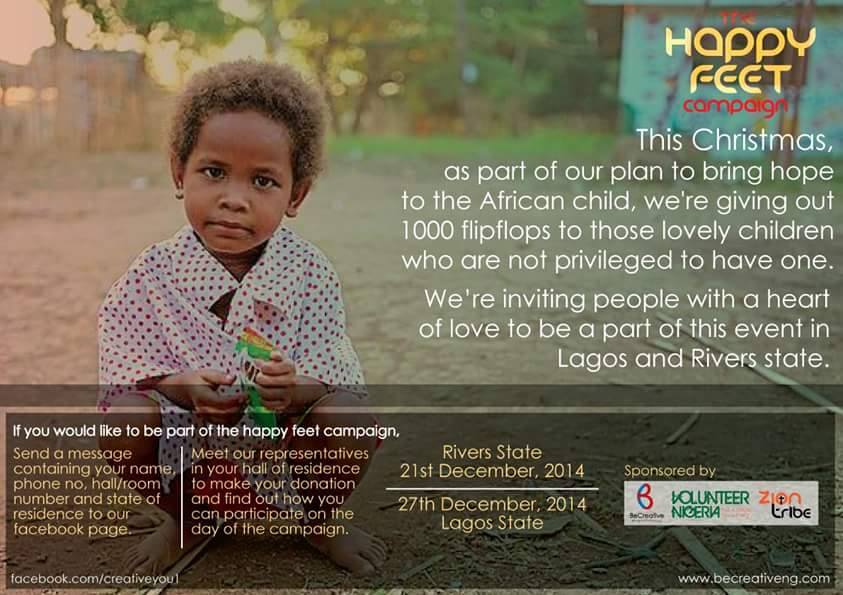 THE
HAPPY
FEET
campaign
This Christmas,
as part of our plan to bring hope
to the African child, we're giving out
1000 flipflops to those lovely children
who are not privileged to have one.
We're inviting people with a heart
of love to be a part of this event in
Lagos and Rivers state.
If you would like to be part of the happy feet campaign,
Send a message
containing your name,
phone no, hall/room
number and state of
residence to our
facebook page.
Meet our representatives
in your hall of residence
to make your donation
and find out how you
can participate on the
day of the campaign.
Rivers State
21st December, 2014
27th December, 2014
Lagos State
Sponsored by
BeCreative
VOLUNTEER
NIGERIA
Zion
tribe
facebook.com/creativeyou1
www.becreativeng.com